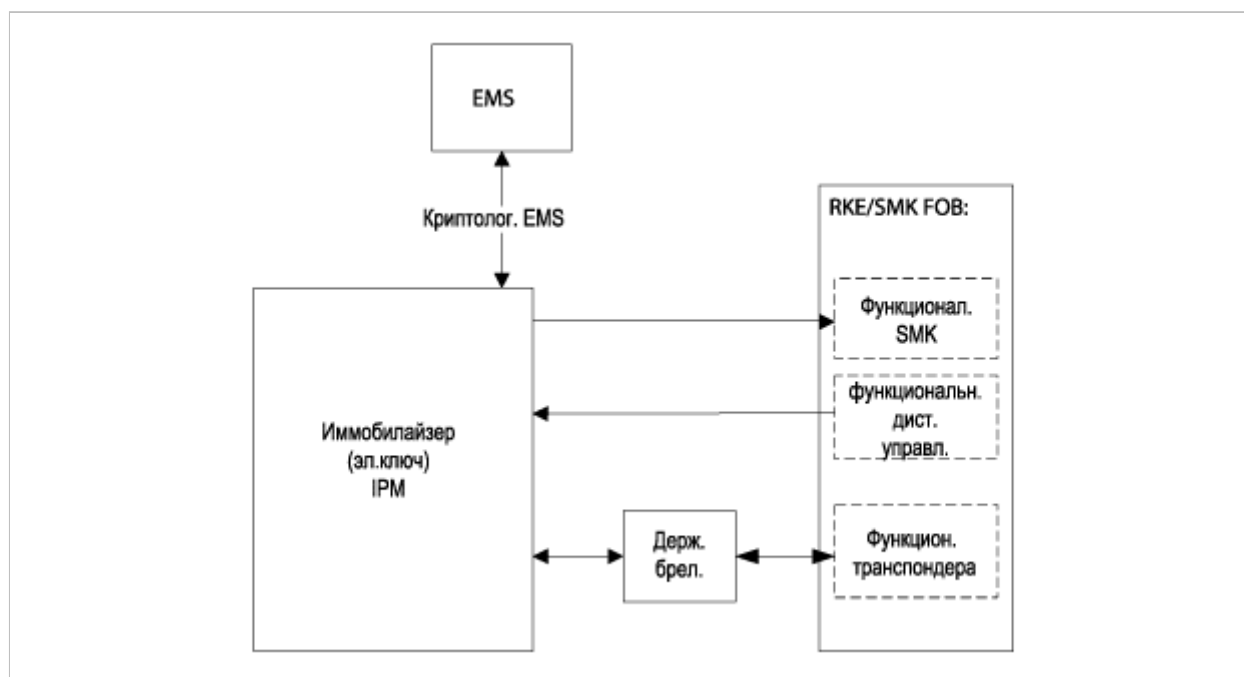 EMS
Криптолог. EMS
RKE/SMK FOB:
Функционал.
SMK
функциональн.
дист.
управл.
Иммобилайзер
(эл.ключ)
IPM
Держ.
брел.
Функцион.
транспондера